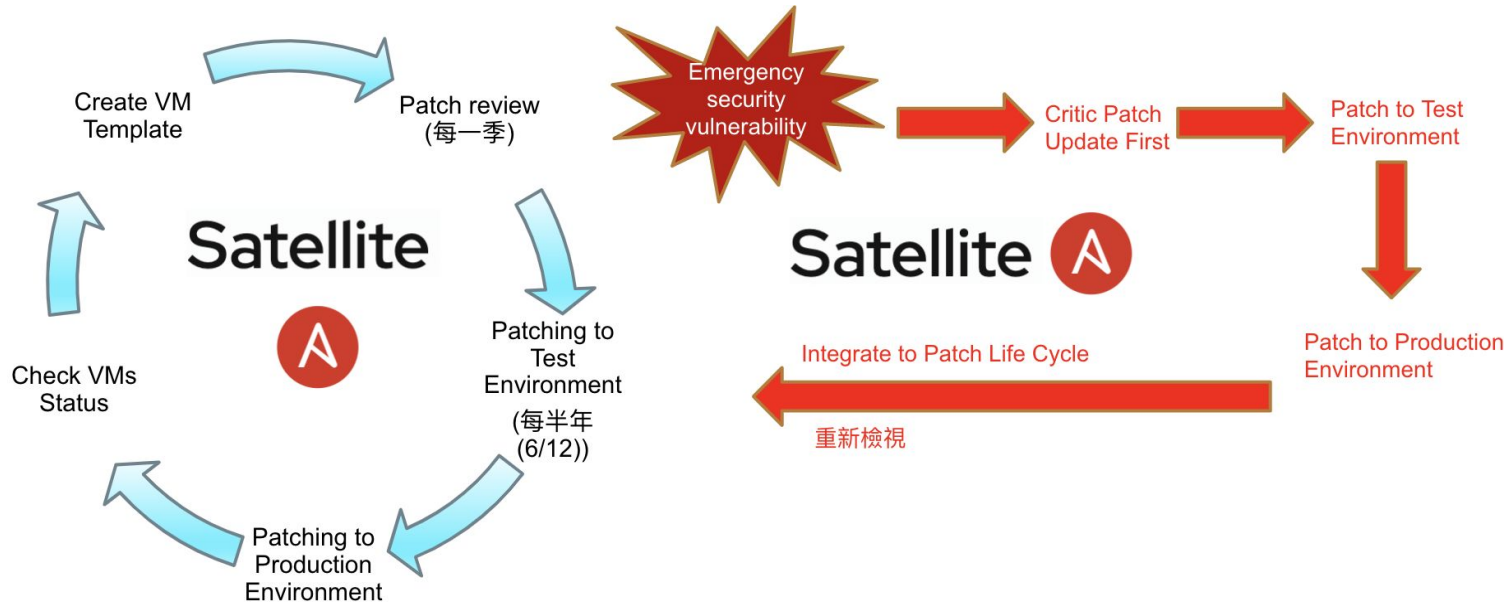 Create VM
Template
Patch review
(每一季)
Satellite
Patching to
Test
Environment
(每半年
(6/12))
Check VMs
Status
Patching to
Production
Environment
Emergency
security
vulnerability
Critic Patch
Update First
Patch to Test
Environment
Satellite
Patch to Production
Environment
Integrate to Patch Life Cycle
重新檢視